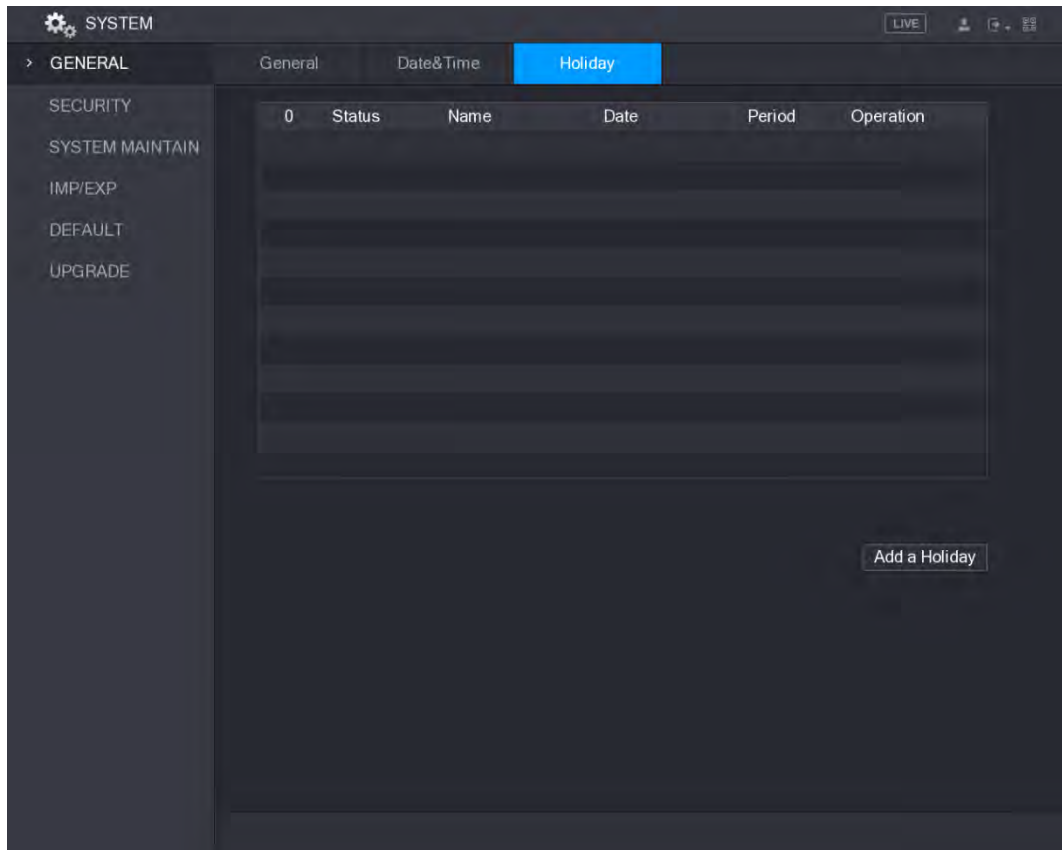 SYSTEM
LIVE
GENERAL
General
Date&Time
Holiday
SECURITY
SYSTEM MAINTAIN
IMP/EXP
DEFAULT
UPGRADE
0 Status Name Date Period Operation
Add a Holiday